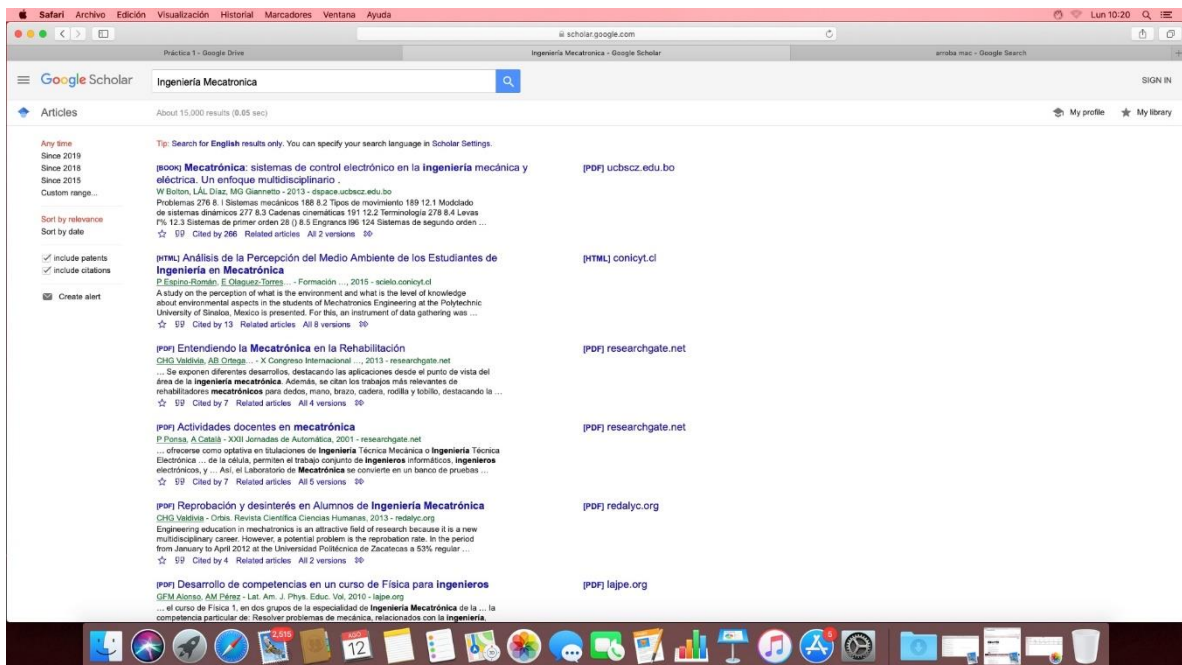 Safari Archivo Edición Visualización Historial Marcadores Ventana Ayuda Lun 10:20
scholar.google.com
Práctica 1 - Google Drive Ingeniería Mecatronica - Google Scholar arroba mac - Google Search
Google Scholar Ingeniería Mecatronica SIGN IN
Articles About 15,000 results (0.05 sec) My profile My library
Any time
Since 2019
Since 2018
Since 2015
Custom range...
Sort by relevance
Sort by date
include patents
include citations
Create alert
Tip: Search for English results only. You can specify your search language in Scholar Settings.
[BOOK] Mecatrónica: sistemas de control electrónico en la ingeniería mecánica y
eléctrica. Un enfoque multidisciplinario .
W Bolton, LÁL Díaz, MG Giannetto - 2013 - dspace.ucbscz.edu.bo
Problemas 276 8. I Sistemas mecánicos 188 8.2 Tipos de movimiento 189 12.1 Modclado
de sistemas dinámicos 277 8.3 Cadenas cinemáticas 191 12.2 Terminología 278 8.4 Levas
I"% 12.3 Sistemas de primer orden 28 () 8.5 Engrancs I96 124 Sistemas de segundo orden ...
Cited by 266 Related articles All 2 versions
[PDF] ucbscz.edu.bo
[HTML] Análisis de la Percepción del Medio Ambiente de los Estudiantes de
Ingeniería en Mecatrónica
P Espino-Román, E Olaguez-Torres… - Formación …, 2015 - scielo.conicyt.cl
A study on the perception of what is the environment and what is the level of knowledge
about environmental aspects in the students of Mechatronics Engineering at the Polytechnic
University of Sinaloa, Mexico is presented. For this, an instrument of data gathering was ...
Cited by 13 Related articles All 8 versions
[HTML] conicyt.cl
[PDF] Entendiendo la Mecatrónica en la Rehabilitación
CHG Valdivia, AB Ortega… - X Congreso Internacional …, 2013 - researchgate.net
… Se exponen diferentes desarrollos, destacando las aplicaciones desde el punto de vista del
área de la ingeniería mecatrónica. Además, se citan los trabajos más relevantes de
rehabilitadores mecatrónicos para dedos, mano, brazo, cadera, rodilla y tobillo, destacando la …
Cited by 7 Related articles All 4 versions
[PDF] researchgate.net
[PDF] Actividades docentes en mecatrónica
P Ponsa, A Català - XXII Jornadas de Automática, 2001 - researchgate.net
… ofrecerse como optativa en titulaciones de Ingeniería Técnica Mecánica o Ingeniería Técnica
Electrónica … de la célula, permiten el trabajo conjunto de ingenieros informáticos, ingenieros
electrónicos, y … Así, el Laboratorio de Mecatrónica se convierte en un banco de pruebas …
Cited by 7 Related articles All 5 versions
[PDF] researchgate.net
[PDF] Reprobación y desinterés en Alumnos de Ingeniería Mecatrónica
CHG Valdivia - Orbis. Revista Científica Ciencias Humanas, 2013 - redalyc.org
Engineering education in mechatronics is an attractive field of research because it is a new
multidisciplinary career. However, a potential problem is the reprobation rate. In the period
from January to April 2012 at the Universidad Politécnica de Zacatecas a 53% regular ...
Cited by 4 Related articles All 2 versions
[PDF] redalyc.org
[PDF] Desarrollo de competencias en un curso de Física para ingenieros
GFM Alonso, AM Pérez - Lat. Am. J. Phys. Educ. Vol, 2010 - lajpe.org
… el curso de Física 1, en dos grupos de la especialidad de Ingeniería Mecatrónica de la … la
competencia particular de: Resolver problemas de mecánica, relacionados con la ingeniería,
[PDF] lajpe.org
2,515
AGO
12
5